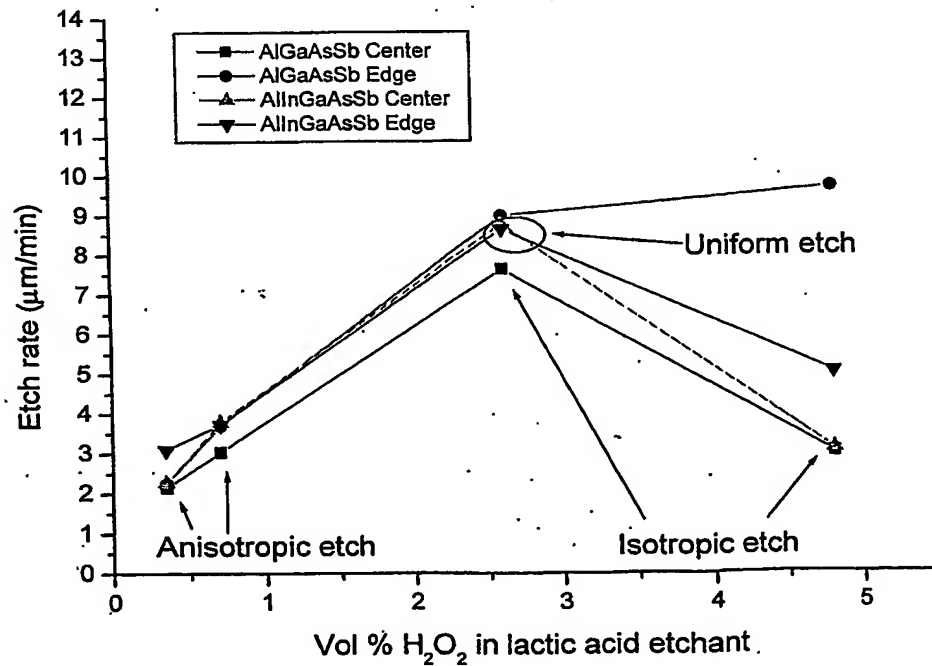 14
13
12
11
10
9
8
7
6
5
4
3
2
1
0
Etch rate (μm/min)
AlGaAsSb Center
AlGaAsSb Edge
AlInGaAsSb Center
AlInGaAsSb Edge
Uniform etch
Anisotropic etch
Isotropic etch
0 1 2 3 4 5
Vol % H₂O₂ in lactic acid etchant